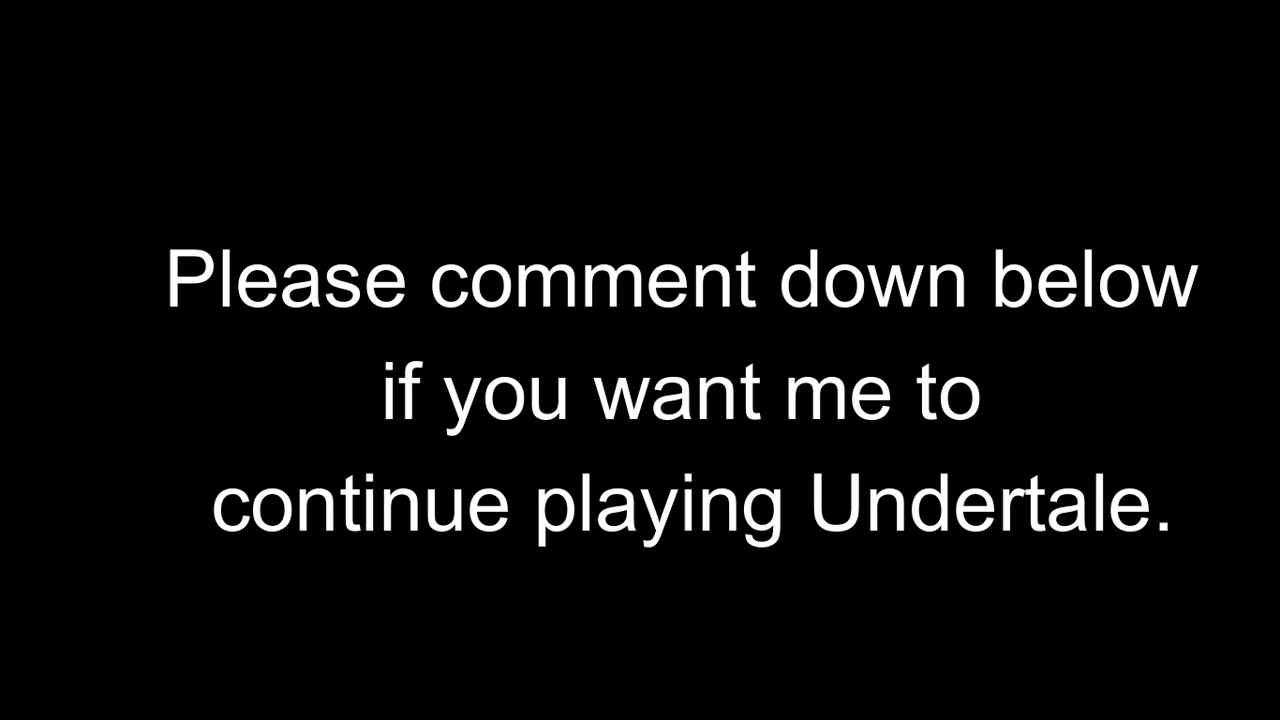 Please comment down below
if you want me to
continue playing Undertale.